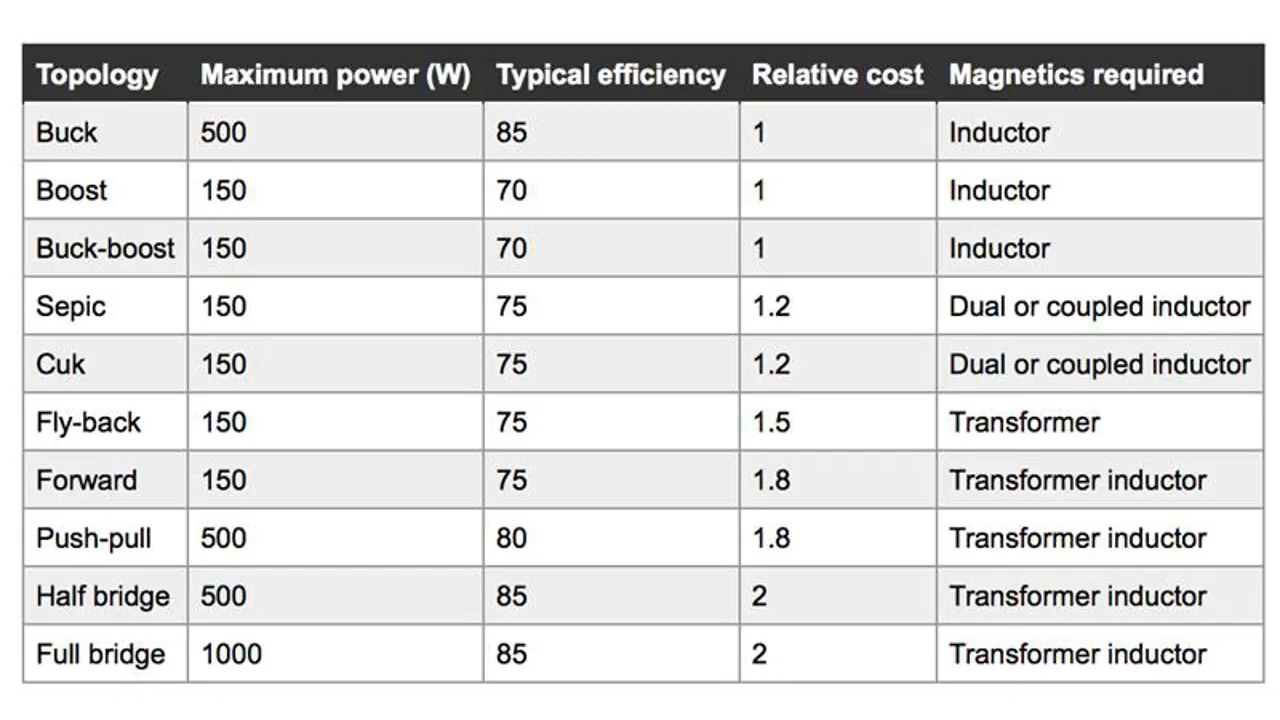 Topology Maximum power (W) Typical efficiency Relative cost Magnetics required
Buck 500 85 1 Inductor
Boost 150 70 1 Inductor
Buck-boost 150 70 1 Inductor
Sepic 150 75 1.2 Dual or coupled inductor
Cuk 150 75 1.2 Dual or coupled inductor
Fly-back 150 75 1.5 Transformer
Forward 150 75 1.8 Transformer inductor
Push-pull 500 80 1.8 Transformer inductor
Half bridge 500 85 2 Transformer inductor
Full bridge 1000 85 2 Transformer inductor